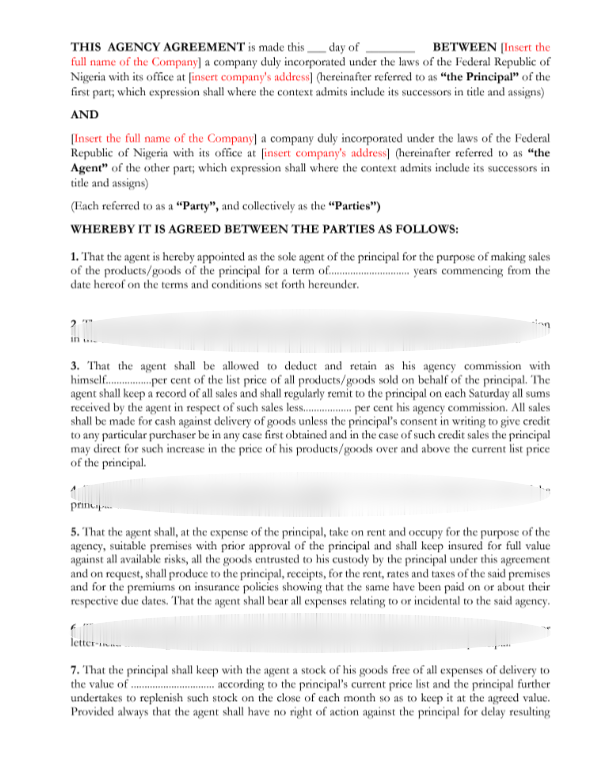 THIS AGENCY AGREEMENT is made this ___ day of ________ BETWEEN [Insert the
full name of the Company] a company duly incorporated under the laws of the Federal Republic of
Nigeria with its office at [insert company's address] (hereinafter referred to as "the Principal" of the
first part; which expression shall where the context admits include its successors in title and assigns)
AND
[Insert the full name of the Company] a company duly incorporated under the laws of the Federal
Republic of Nigeria with its office at [insert company's address] (hereinafter referred to as "the
Agent" of the other part; which expression shall where the context admits include its successors in
title and assigns)
(Each referred to as a "Party", and collectively as the "Parties")
WHEREBY IT IS AGREED BETWEEN THE PARTIES AS FOLLOWS:
1. That the agent is hereby appointed as the sole agent of the principal for the purpose of making sales
of the products/goods of the principal for a term of.............................. years commencing from the
date hereof on the terms and conditions set forth hereunder.
2
in
3. That the agent shall be allowed to deduct and retain as his agency commission with
himself.................per cent of the list price of all products/goods sold on behalf of the principal. The
agent shall keep a record of all sales and shall regularly remit to the principal on each Saturday all sums
received by the agent in respect of such sales less.................. per cent his agency commission. All sales
shall be made for cash against delivery of goods unless the principal's consent in writing to give credit
to any particular purchaser be in any case first obtained and in the case of such credit sales the principal
may direct for such increase in the price of his products/goods over and above the current list price
of the principal.
5. That the agent shall, at the expense of the principal, take on rent and occupy for the purpose of the
agency, suitable premises with prior approval of the principal and shall keep insured for full value
against all available risks, all the goods entrusted to his custody by the principal under this agreement
and on request, shall produce to the principal, receipts, for the rent, rates and taxes of the said premises
and for the premiums on insurance policies showing that the same have been paid on or about their
respective due dates. That the agent shall bear all expenses relating to or incidental to the said agency.
7. That the principal shall keep with the agent a stock of his goods free of all expenses of delivery to
the value of ............................... according to the principal's current price list and the principal further
undertakes to replenish such stock on the close of each month so as to keep it at the agreed value.
Provided always that the agent shall have no right of action against the principal for delay resulting